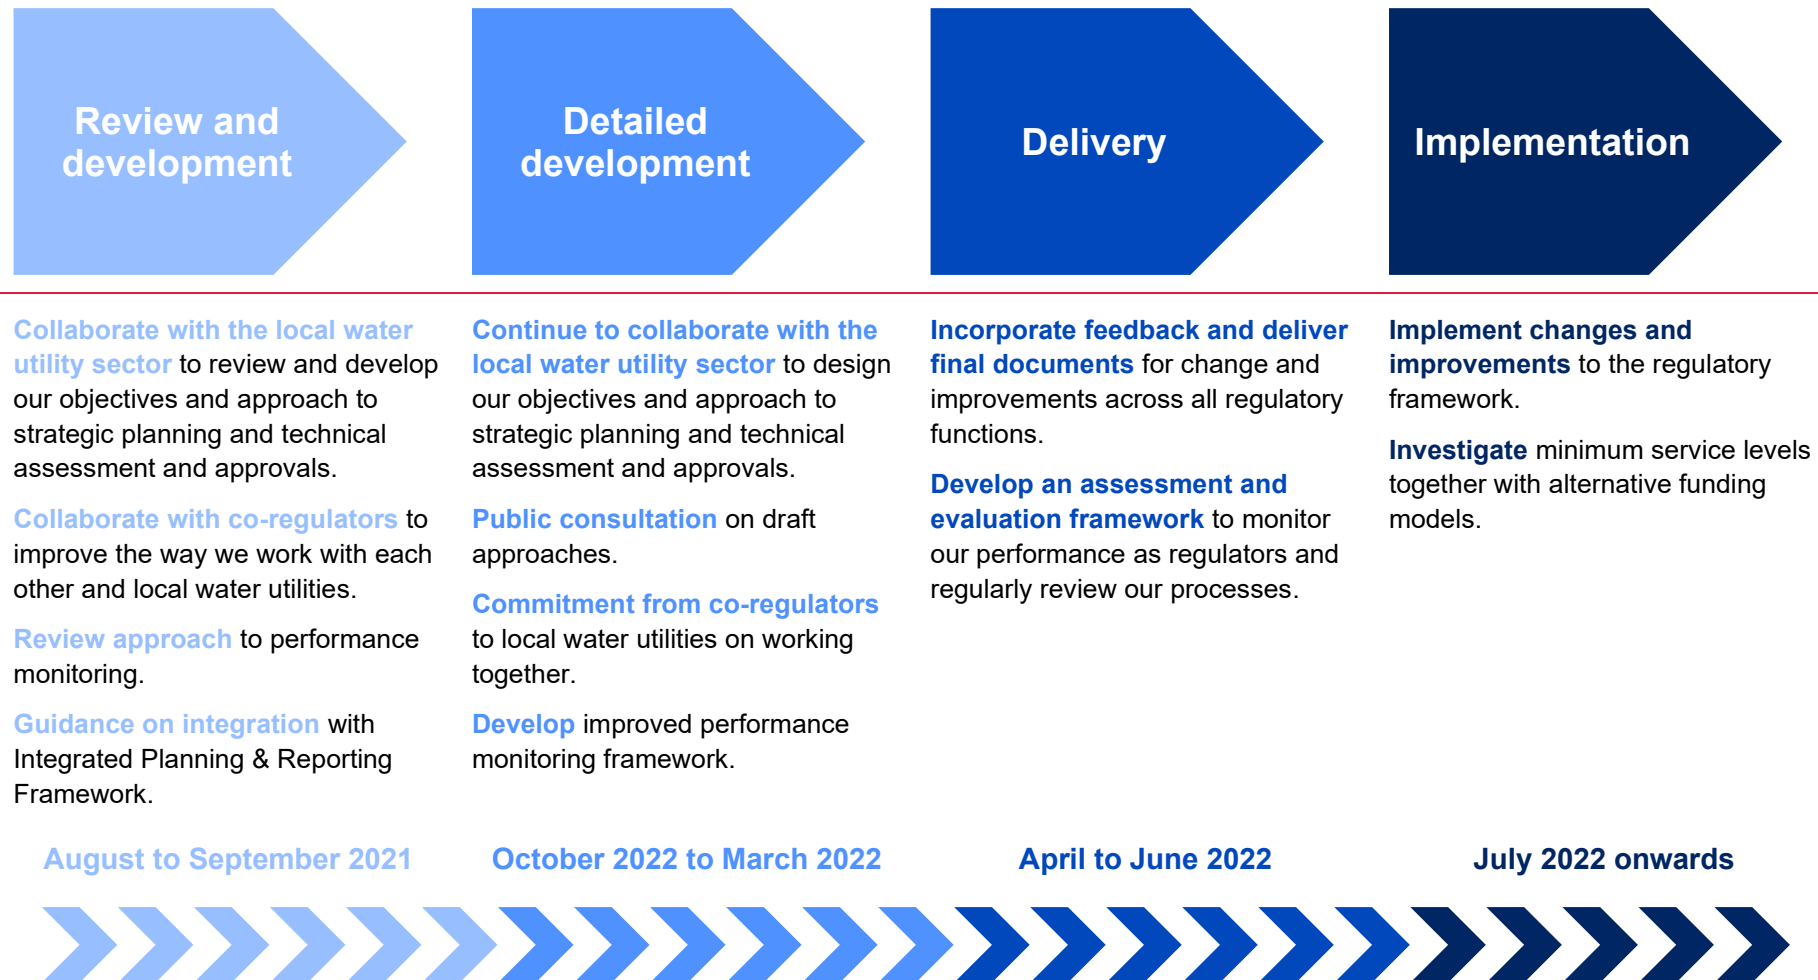 Review and
development
Detailed
development
Delivery
Implementation
Collaborate with the local water
utility sector to review and develop
our objectives and approach to
strategic planning and technical
assessment and approvals.
Collaborate with co-regulators to
improve the way we work with each
other and local water utilities.
Review approach to performance
monitoring.
Guidance on integration with
Integrated Planning & Reporting
Framework.
Continue to collaborate with the
local water utility sector to design
our objectives and approach to
strategic planning and technical
assessment and approvals.
Public consultation on draft
approaches.
Commitment from co-regulators
to local water utilities on working
together.
Develop improved performance
monitoring framework.
Incorporate feedback and deliver
final documents for change and
improvements across all regulatory
functions.
Develop an assessment and
evaluation framework to monitor
our performance as regulators and
regularly review our processes.
Implement changes and
improvements to the regulatory
framework.
Investigate minimum service levels
together with alternative funding
models.
August to September 2021
October 2022 to March 2022
April to June 2022
July 2022 onwards